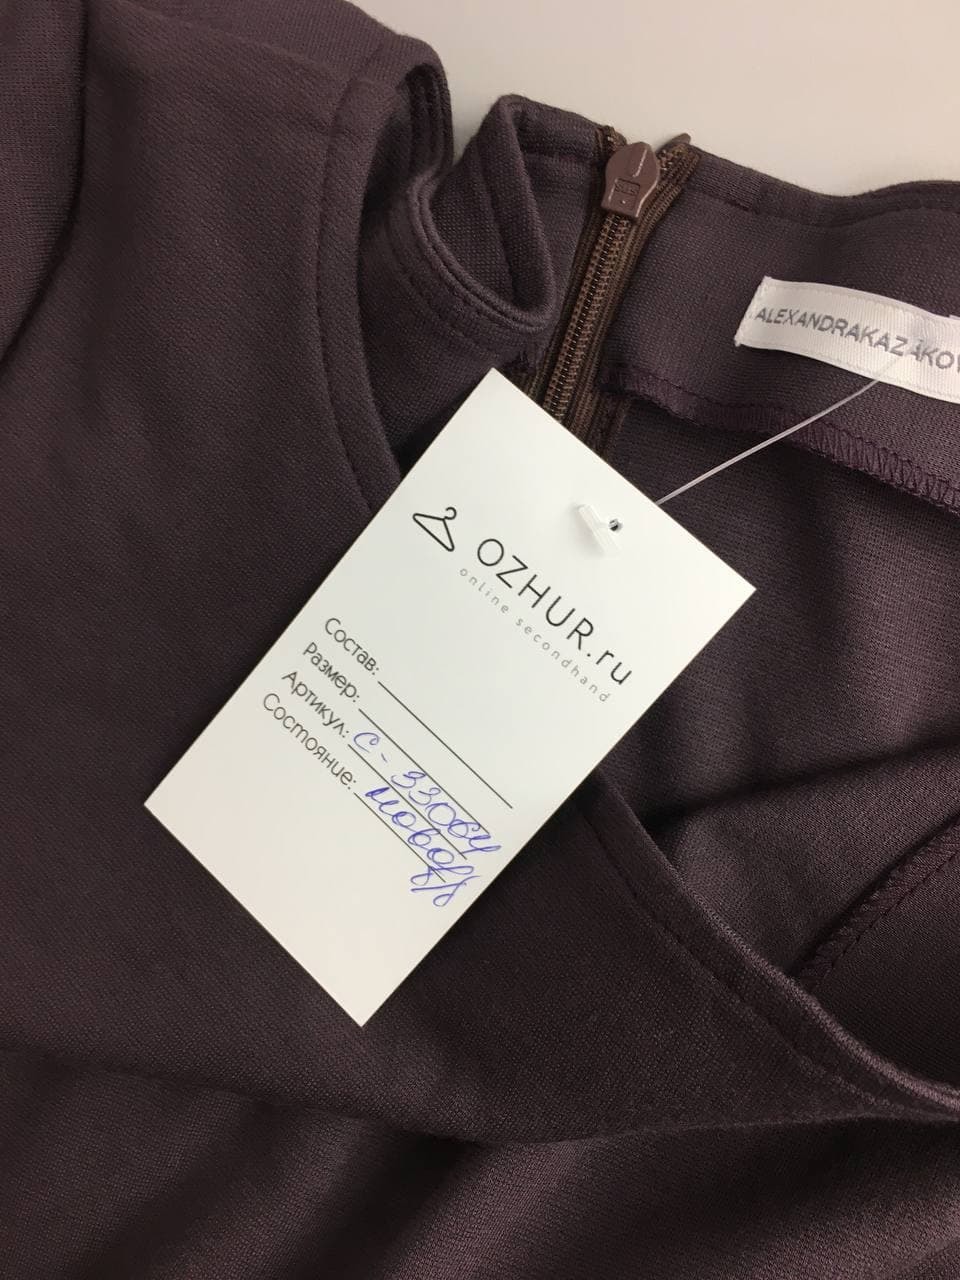 ALEXANDRAKAZAKOV
OZHUR.ru
online secondhand
Состав:
Размер:
Артикул: С-33064
Состояние: новое